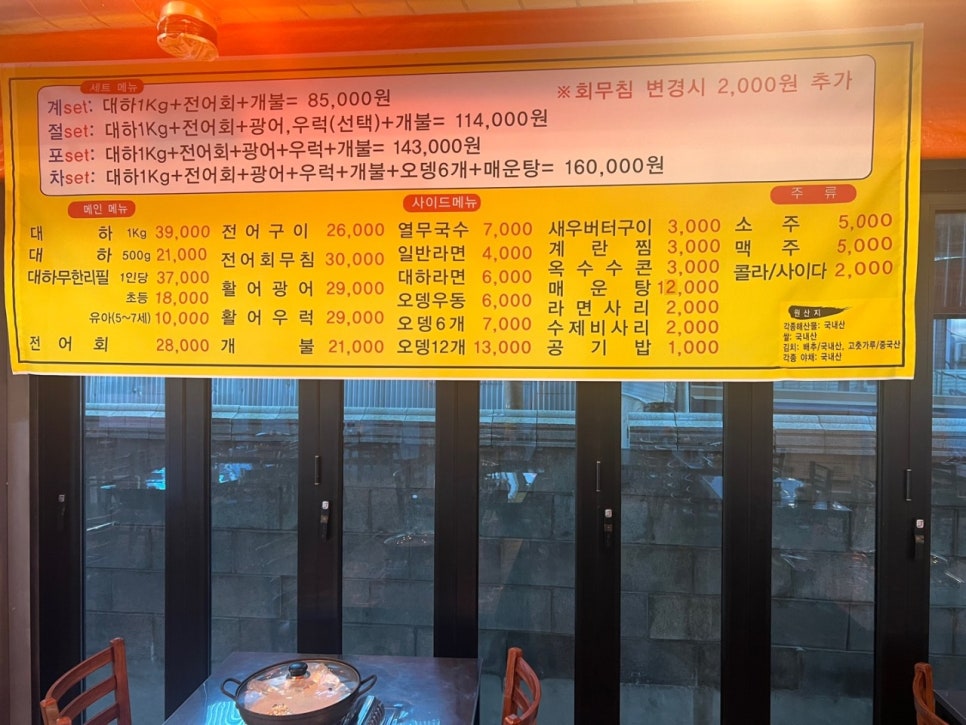 세트 메뉴
계set: 대하1Kg+전어회+개불= 85,000원
※회무침 변경시 2,000원 추가
절set: 대하1Kg+전어회+광어,우럭(선택)+개불= 114,000원
포set: 대하1Kg+전어회+광어+우럭+개불= 143,000원
차set: 대하1Kg+전어회+광어+우럭+개불+오뎅6개+매운탕= 160,000원
메인 메뉴
대 하 1Kg 39,000
대 하 500g 21,000
대하무한리필 1인당 37,000
초등 18,000
유아(5~7세) 10,000
전 어 회 28,000
전 어 구 이 26,000
전어회무침 30,000
활 어 광 어 29,000
활 어 우 럭 29,000
개 불 21,000
사이드메뉴
열무국수 7,000
일반라면 4,000
대하라면 6,000
오뎅우동 6,000
오뎅6개 7,000
오뎅12개 13,000
새우버터구이 3,000
계 란 찜 3,000
옥 수 수 콘 3,000
매 운 탕 12,000
라 면 사 리 2,000
수제비사리 2,000
공 기 밥 1,000
주 류
소 주 5,000
맥 주 5,000
콜라/사이다 2,000
원산지
각종해산물: 국내산
쌀: 국내산
김치: 배추/국내산, 고춧가루/중국산
각종 야채: 국내산